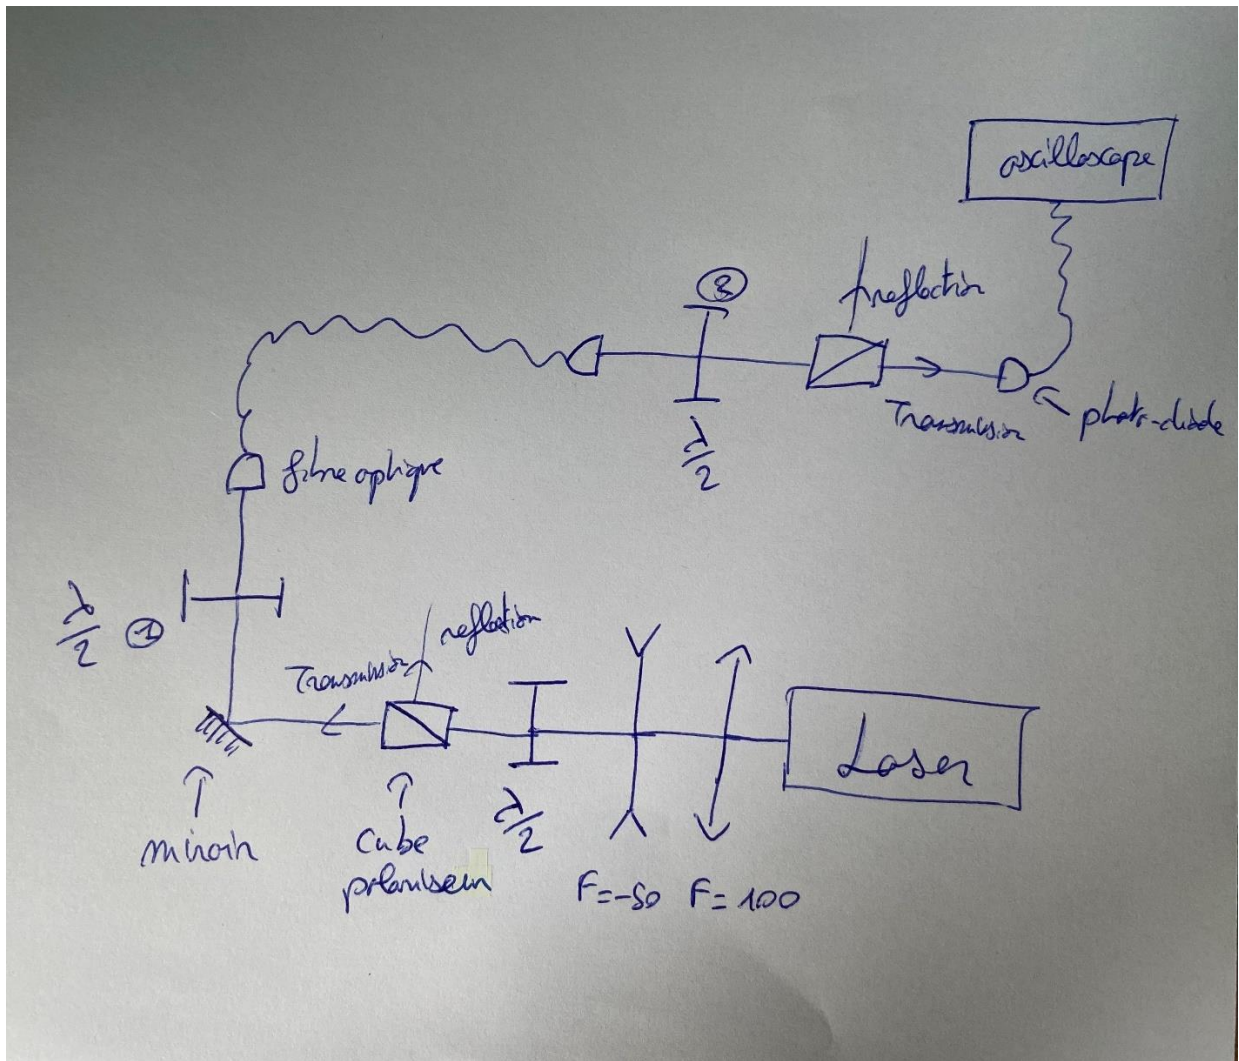 oscilloscope
2
reflection
λ/2
Transmission
photo-diode
fibre optique
λ/2
1
reflection
Transmission
Laser
λ/2
miroir
Cube
polariseur
F=-50
F=100